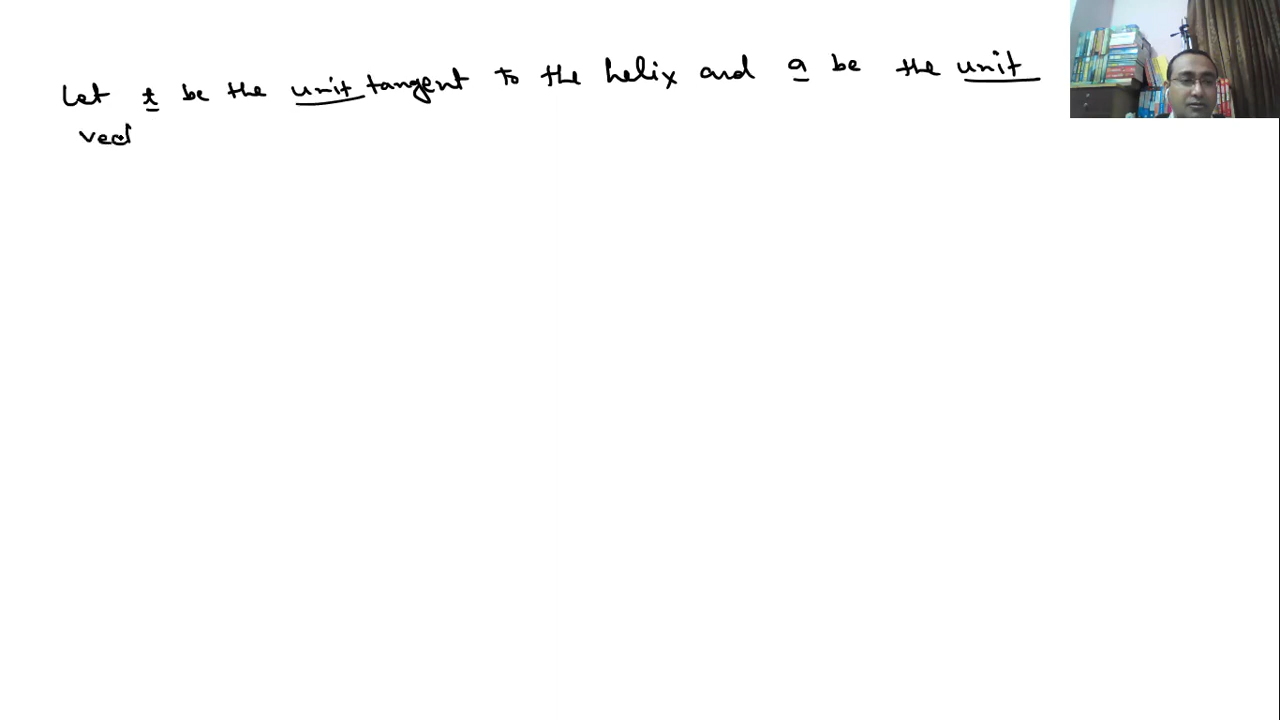 Let t be the unit tangent to the helix and a be the unit
vect